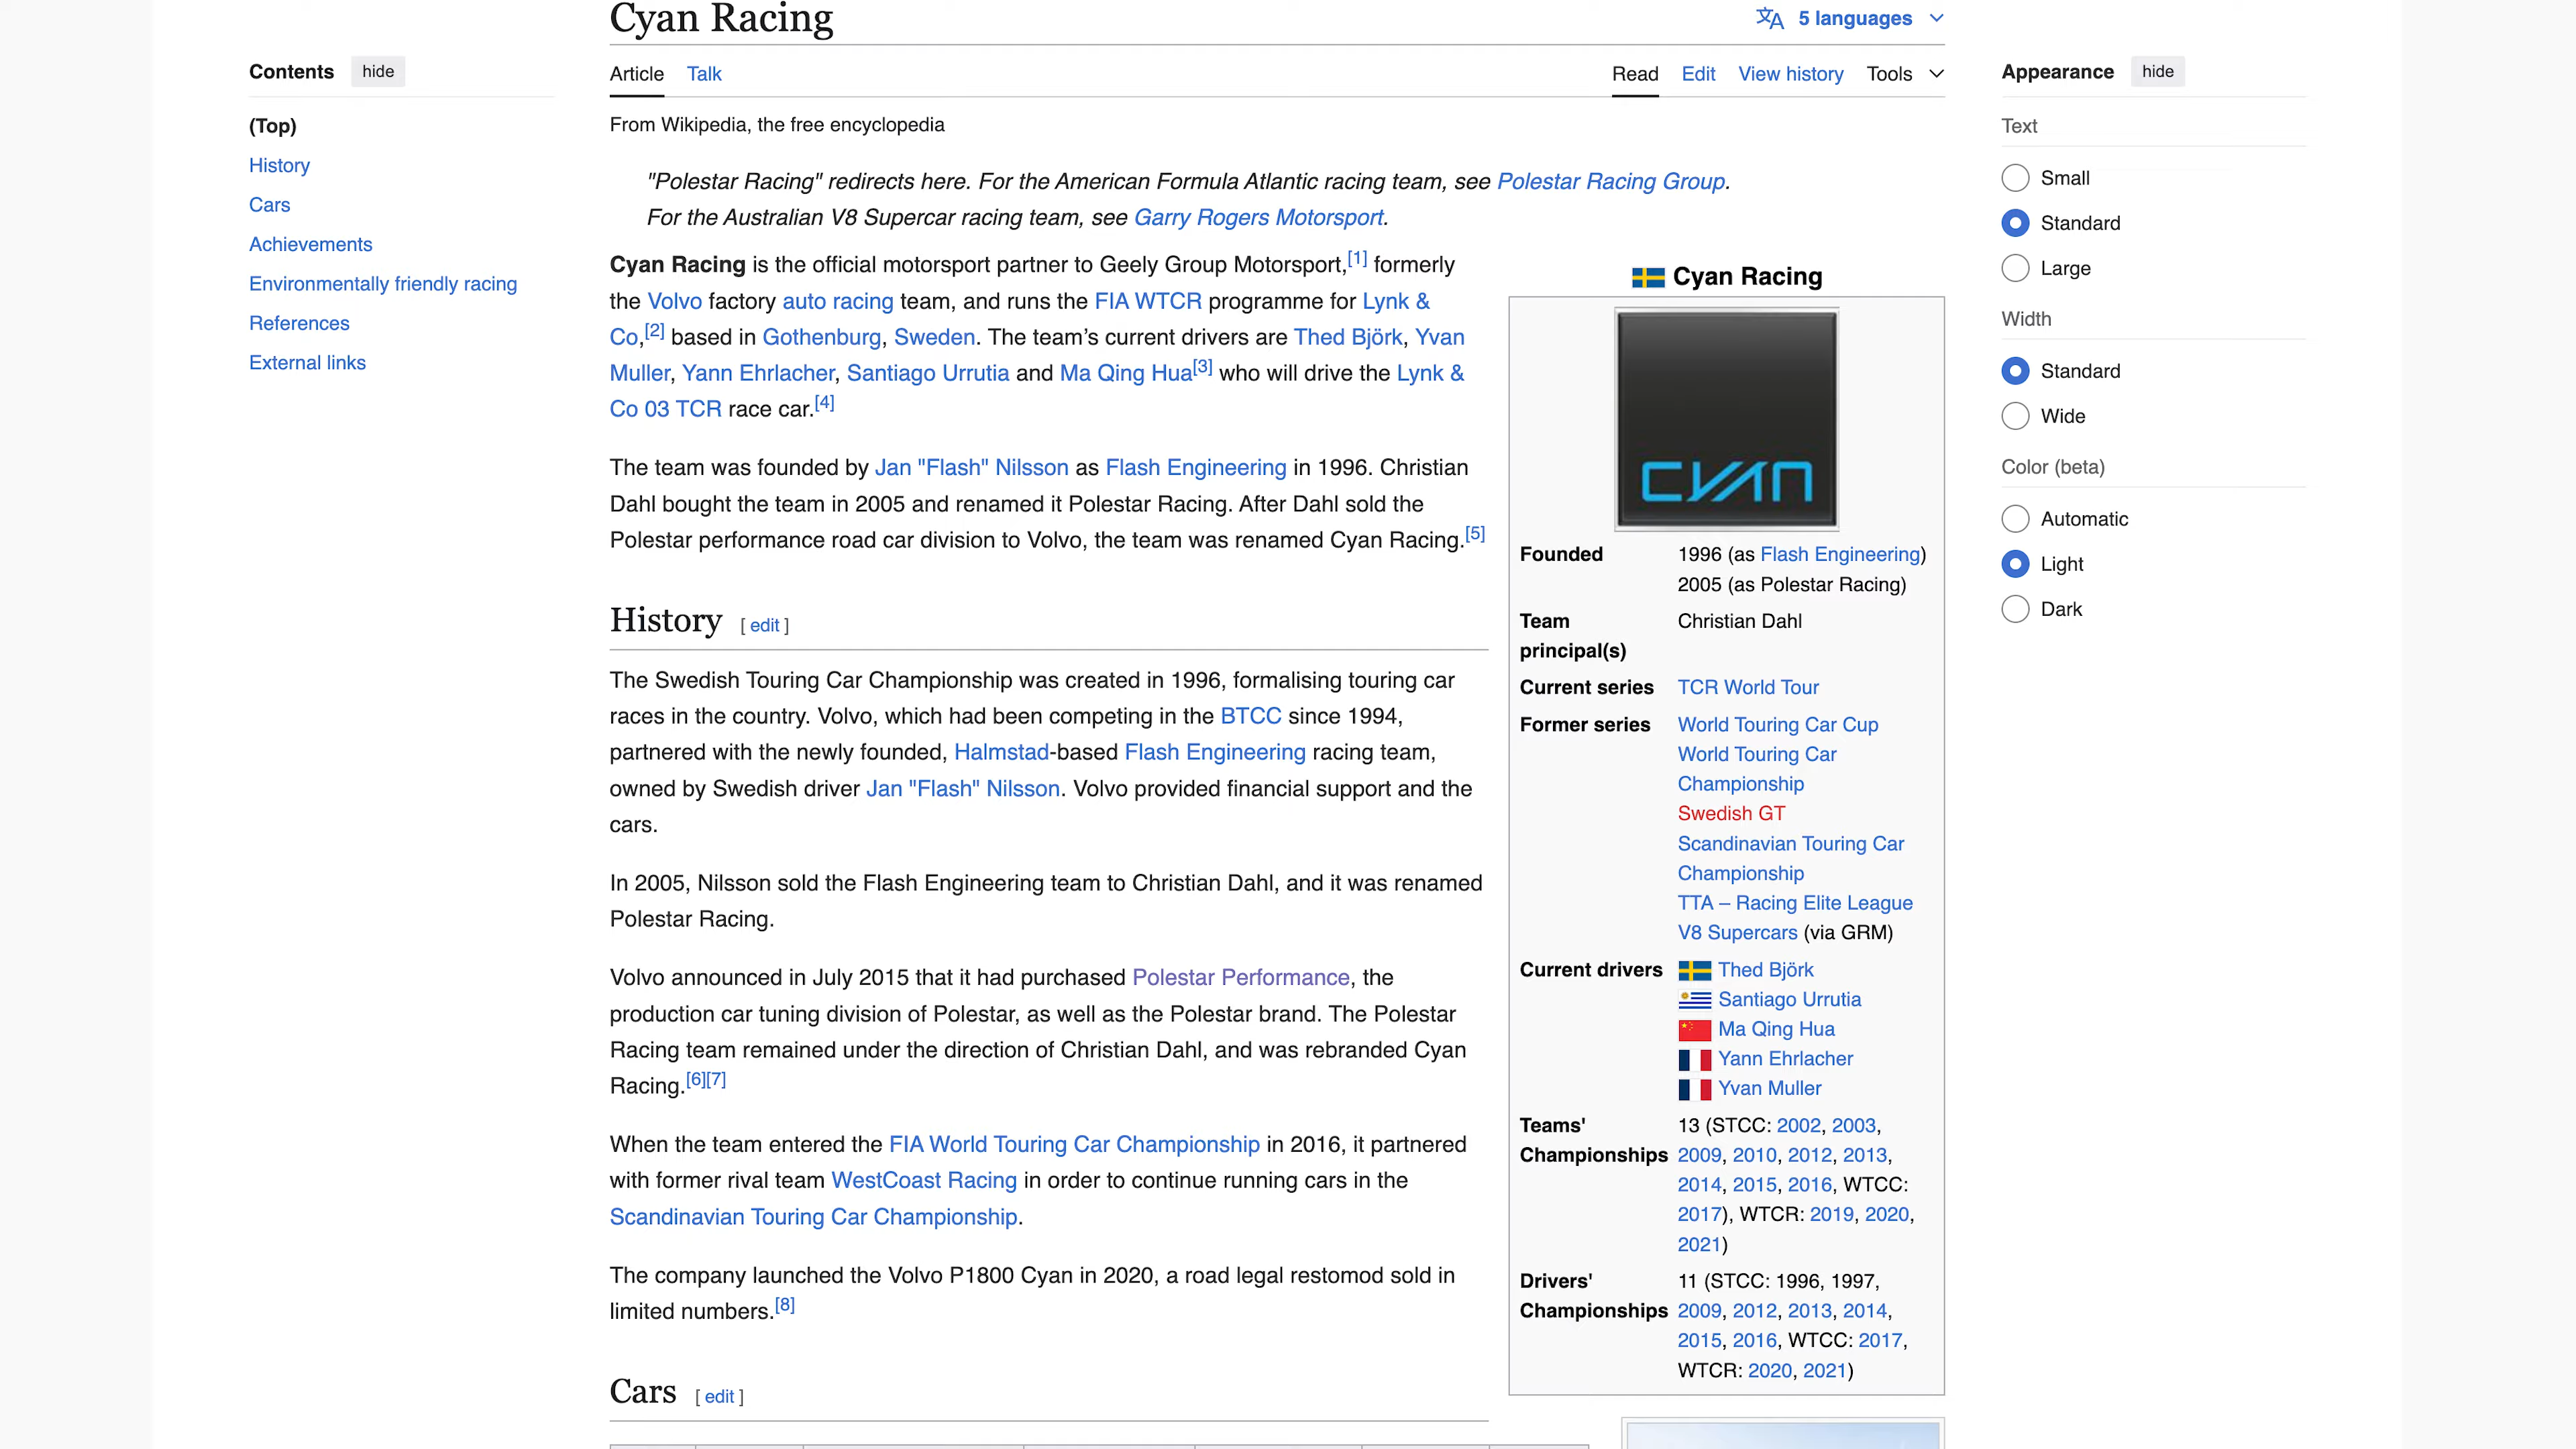 Cyan Racing
5 languages
Contents hide
(Top)
History
Cars
Achievements
Environmentally friendly racing
References
External links
Article Talk
Read Edit View history Tools
From Wikipedia, the free encyclopedia
"Polestar Racing" redirects here. For the American Formula Atlantic racing team, see Polestar Racing Group.
For the Australian V8 Supercar racing team, see Garry Rogers Motorsport.
Cyan Racing is the official motorsport partner to Geely Group Motorsport,[1] formerly
the Volvo factory auto racing team, and runs the FIA WTCR programme for Lynk &
Co,[2] based in Gothenburg, Sweden. The team’s current drivers are Thed Björk, Yvan
Muller, Yann Ehrlacher, Santiago Urrutia and Ma Qing Hua[3] who will drive the Lynk &
Co 03 TCR race car.[4]
The team was founded by Jan "Flash" Nilsson as Flash Engineering in 1996. Christian
Dahl bought the team in 2005 and renamed it Polestar Racing. After Dahl sold the
Polestar performance road car division to Volvo, the team was renamed Cyan Racing.[5]
History [ edit ]
The Swedish Touring Car Championship was created in 1996, formalising touring car
races in the country. Volvo, which had been competing in the BTCC since 1994,
partnered with the newly founded, Halmstad-based Flash Engineering racing team,
owned by Swedish driver Jan "Flash" Nilsson. Volvo provided financial support and the
cars.
In 2005, Nilsson sold the Flash Engineering team to Christian Dahl, and it was renamed
Polestar Racing.
Volvo announced in July 2015 that it had purchased Polestar Performance, the
production car tuning division of Polestar, as well as the Polestar brand. The Polestar
Racing team remained under the direction of Christian Dahl, and was rebranded Cyan
Racing.[6][7]
When the team entered the FIA World Touring Car Championship in 2016, it partnered
with former rival team WestCoast Racing in order to continue running cars in the
Scandinavian Touring Car Championship.
The company launched the Volvo P1800 Cyan in 2020, a road legal restomod sold in
limited numbers.[8]
Cars [ edit ]
Cyan Racing
CYAN
Founded 1996 (as Flash Engineering)
2005 (as Polestar Racing)
Team Christian Dahl
principal(s)
Current series TCR World Tour
Former series World Touring Car Cup
World Touring Car
Championship
Swedish GT
Scandinavian Touring Car
Championship
TTA – Racing Elite League
V8 Supercars (via GRM)
Current drivers Thed Björk
Santiago Urrutia
Ma Qing Hua
Yann Ehrlacher
Yvan Muller
Teams' 13 (STCC: 2002, 2003,
Championships 2009, 2010, 2012, 2013,
2014, 2015, 2016, WTCC:
2017), WTCR: 2019, 2020,
2021)
Drivers' 11 (STCC: 1996, 1997,
Championships 2009, 2012, 2013, 2014,
2015, 2016, WTCC: 2017,
WTCR: 2020, 2021)
Appearance hide
Text
Small
Standard
Large
Width
Standard
Wide
Color (beta)
Automatic
Light
Dark